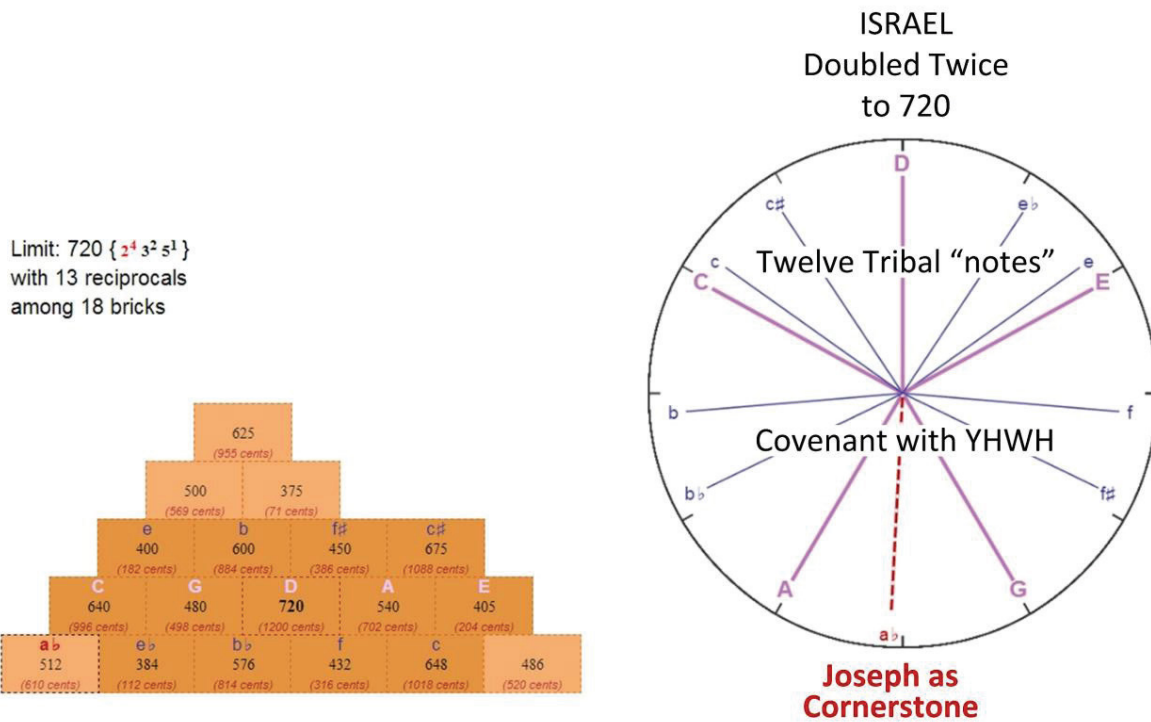 ISRAEL
Doubled Twice
to 720
Limit: 720 { 2⁴ 3² 5¹ }
with 13 reciprocals
among 18 bricks
625
(955 cents)
500 375
(569 cents) (71 cents)
e b f♯ c♯
400 600 450 675
(182 cents) (884 cents) (386 cents) (1088 cents)
C G D A E
640 480 720 540 405
(996 cents) (498 cents) (1200 cents) (702 cents) (204 cents)
a♭ e♭ b♭ f c
512 384 576 432 648 486
(610 cents) (112 cents) (814 cents) (316 cents) (1018 cents) (520 cents)
D
c♯ e♭
Twelve Tribal “notes”
c e
C E
b f
Covenant with YHWH
b♭ f♯
A G
a♭
Joseph as
Cornerstone